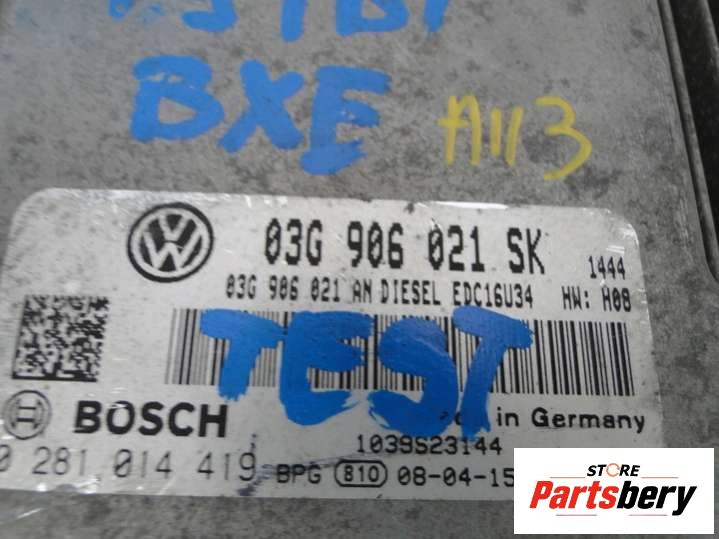 BXE
A113
03G 906 021 SK 1444
03G 906 021 AN DIESEL EDC16U34 HW: H08
TEST
BOSCH
in Germany
1039S23144
0 281 014 419 BPG B10 08-04-15
STORE
Partsbery